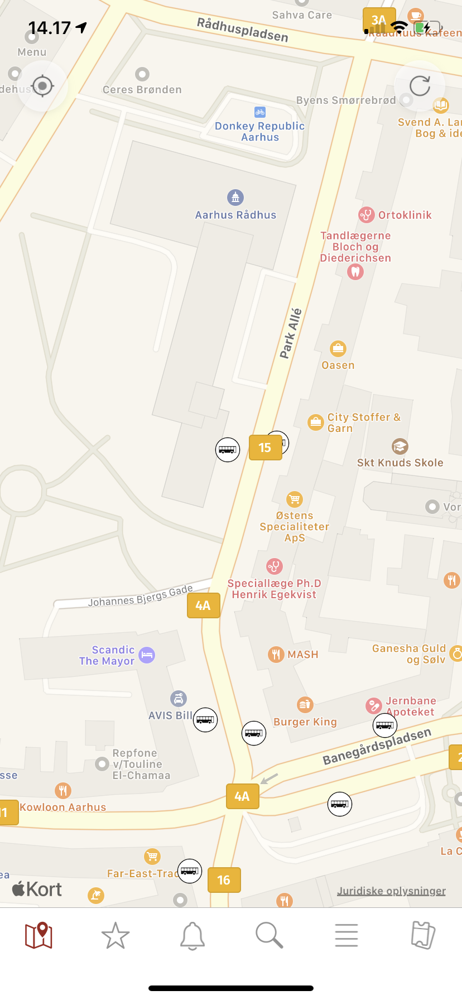 Sahva Care
3A
14.17
Rådhuspladsen
Raadhuus Kafeen
Menu
Ceres Brønden
Byens Smørrebrød
Donkey Republic
Aarhus
Svend A. Lar
Bog & ide
Aarhus Rådhus
Ortoklinik
Tandlægerne
Bloch og
Diederichsen
Park Allé
Oasen
City Stoffer &
Garn
15
Skt Knuds Skole
Østens
Specialiteter
ApS
Vor
Speciallæge Ph.D
Henrik Egekvist
Johannes Bjergs Gade
4A
Scandic
The Mayor
MASH
Ganesha Guld
og Sølv
AVIS Bill
Burger King
Jernbane
Apoteket
Banegårdspladsen
Repfone
v/Touline
El-Chamaa
2
sse
4A
11
Kowloon Aarhus
La C
Far-East-Trad
16
ea
Kort
Juridiske oplysninger